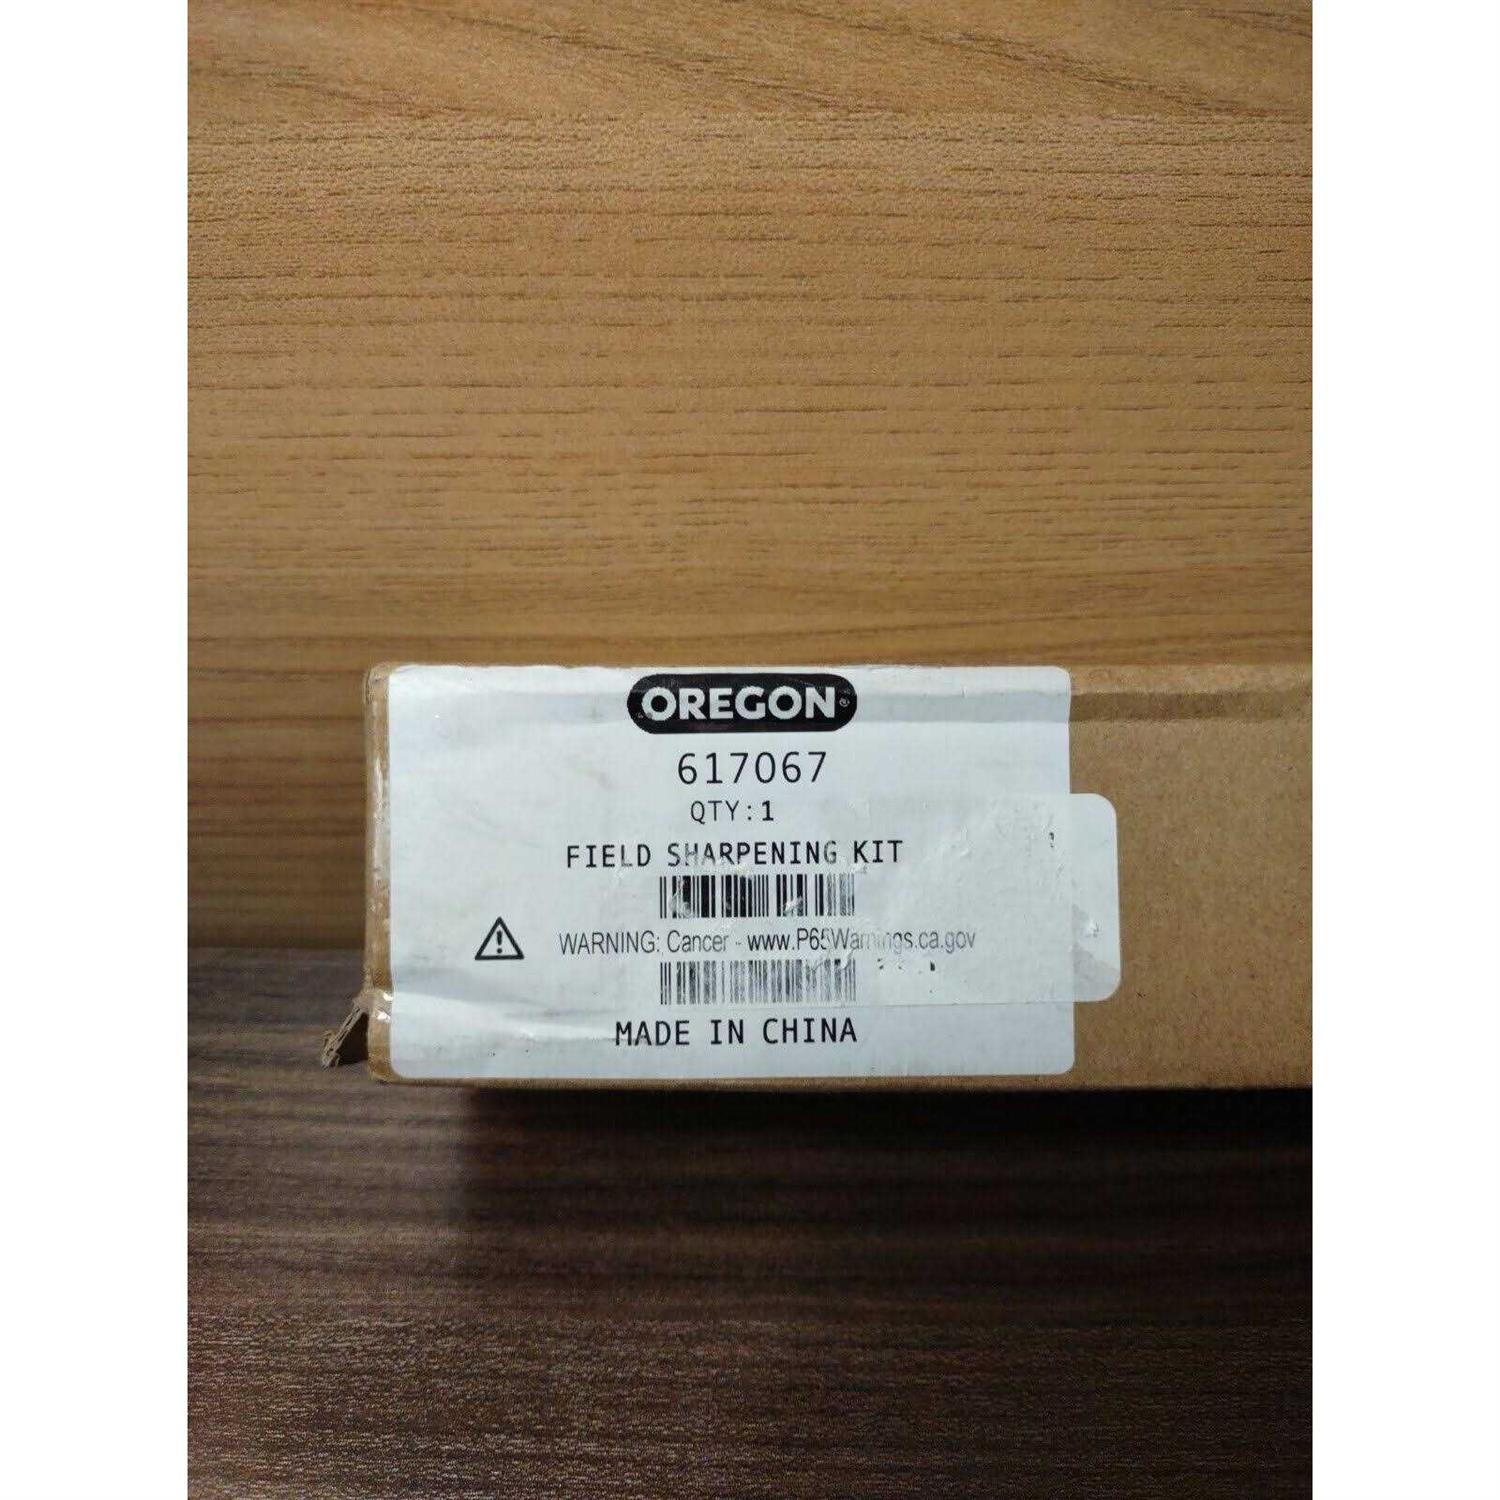 OREGON®
617067
QTY:1
FIELD SHARPENING KIT
WARNING: Cancer - www.P65Warnings.ca.gov
MADE IN CHINA